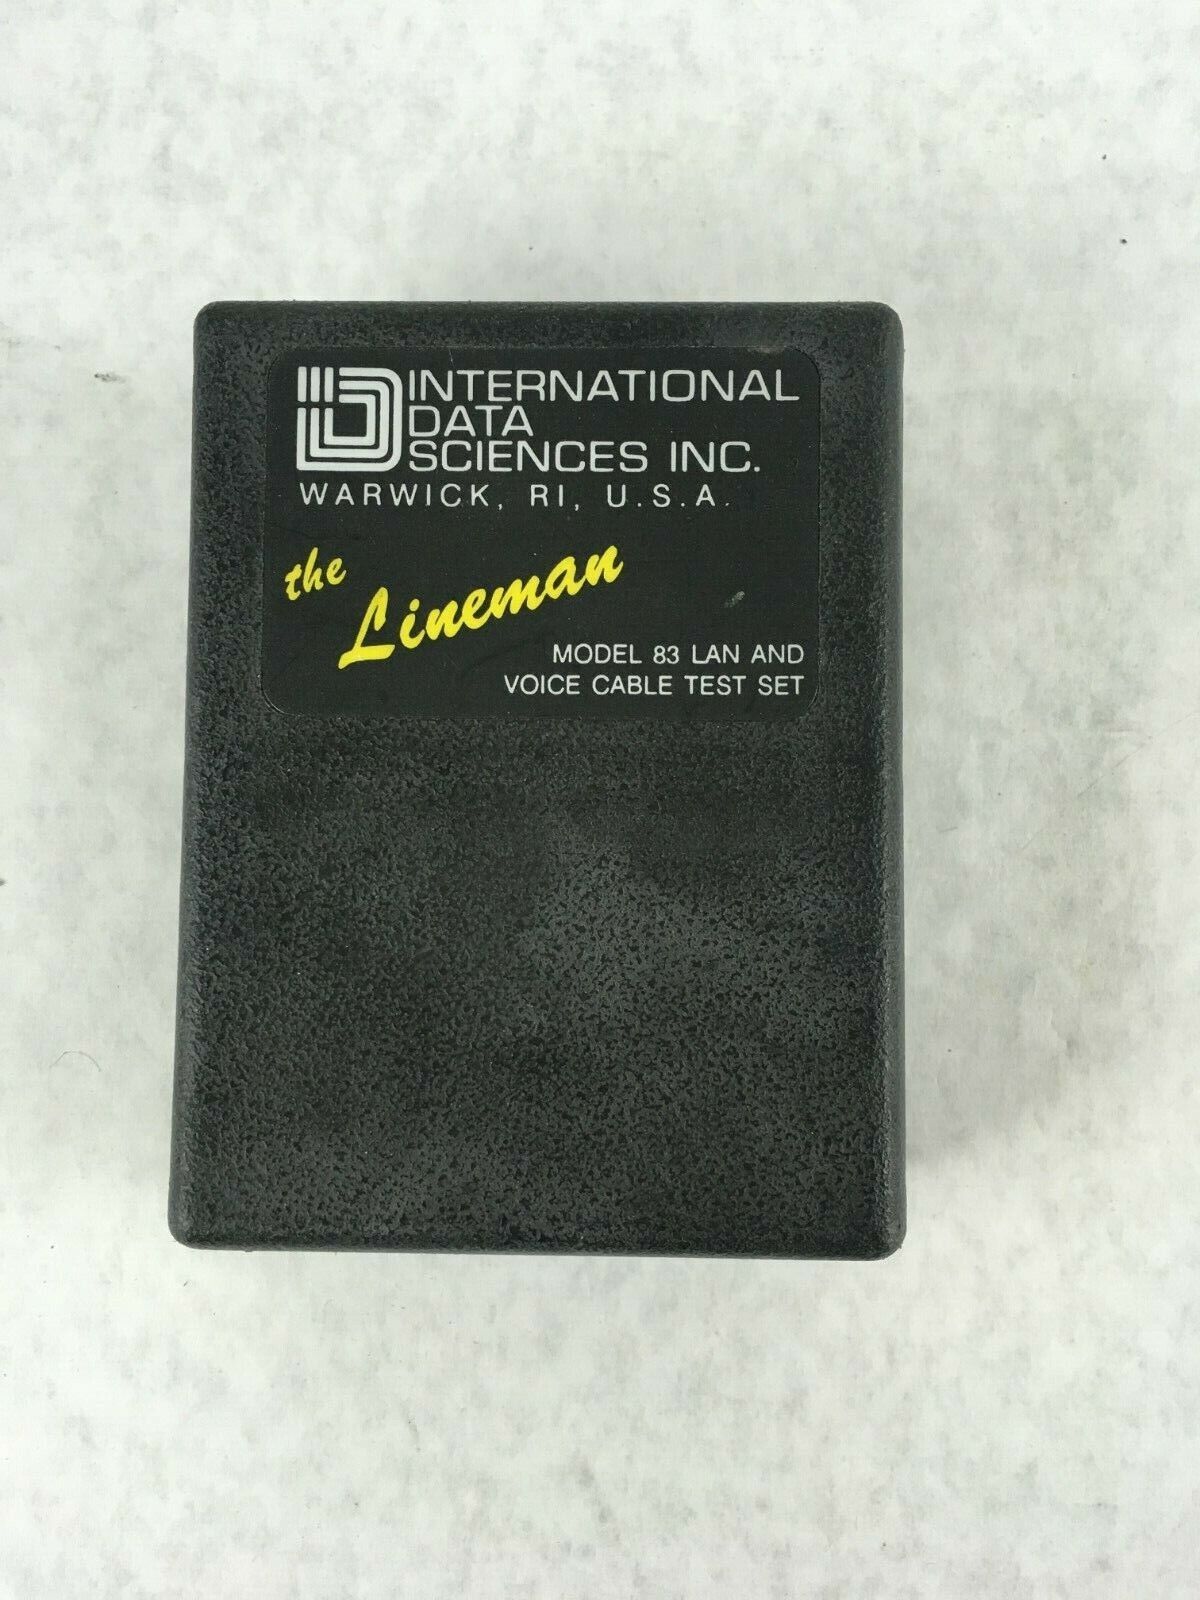 INTERNATIONAL
DATA
SCIENCES INC.
WARWICK, RI, U.S.A.
the
Lineman
MODEL 83 LAN AND
VOICE CABLE TEST SET